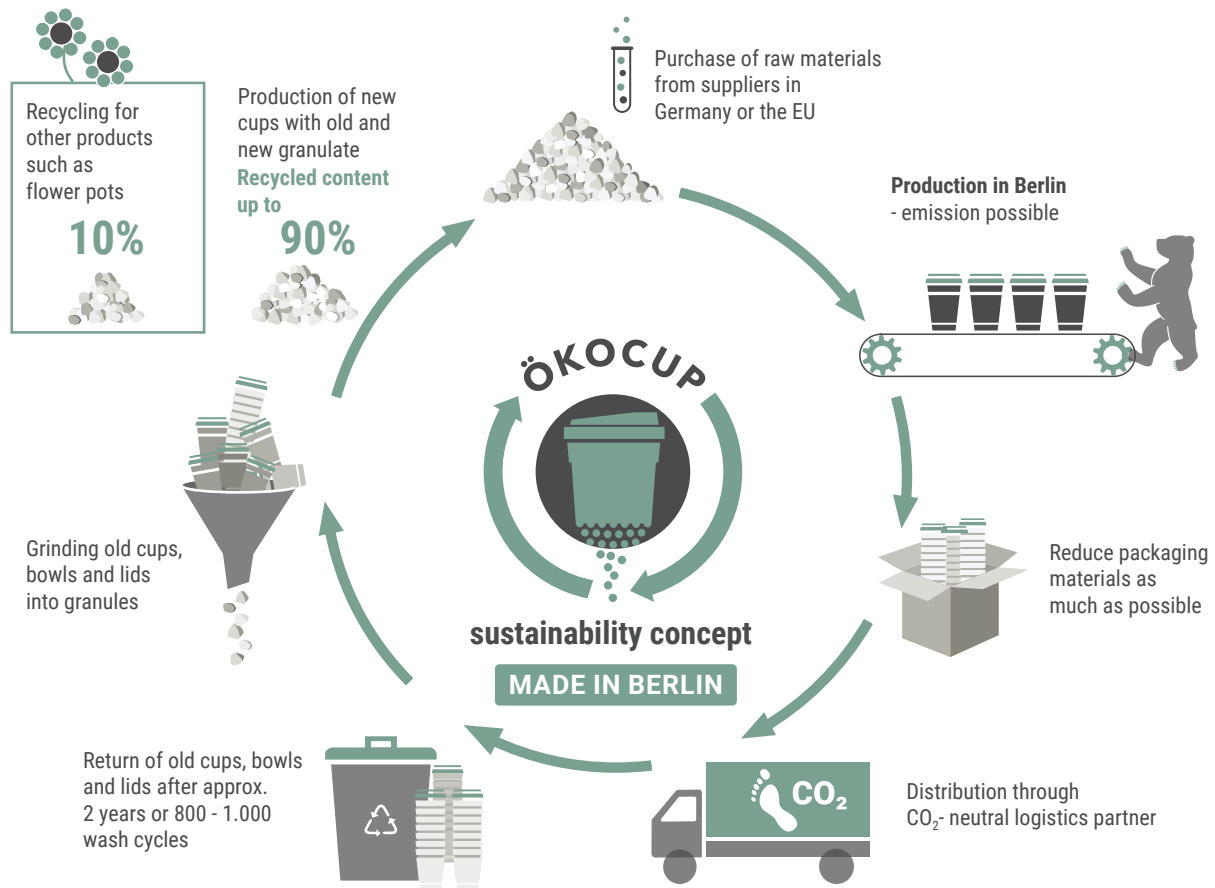 Recycling for
other products
such as
flower pots
10%
Production of new
cups with old and
new granulate
Recycled content
up to
90%
Purchase of raw materials
from suppliers in
Germany or the EU
Production in Berlin
- emission possible
ÖKOCUP
sustainability concept
MADE IN BERLIN
Reduce packaging
materials as
much as possible
CO₂
Distribution through
CO₂- neutral logistics partner
Return of old cups, bowls
and lids after approx.
2 years or 800 - 1.000
wash cycles
Grinding old cups,
bowls and lids
into granules